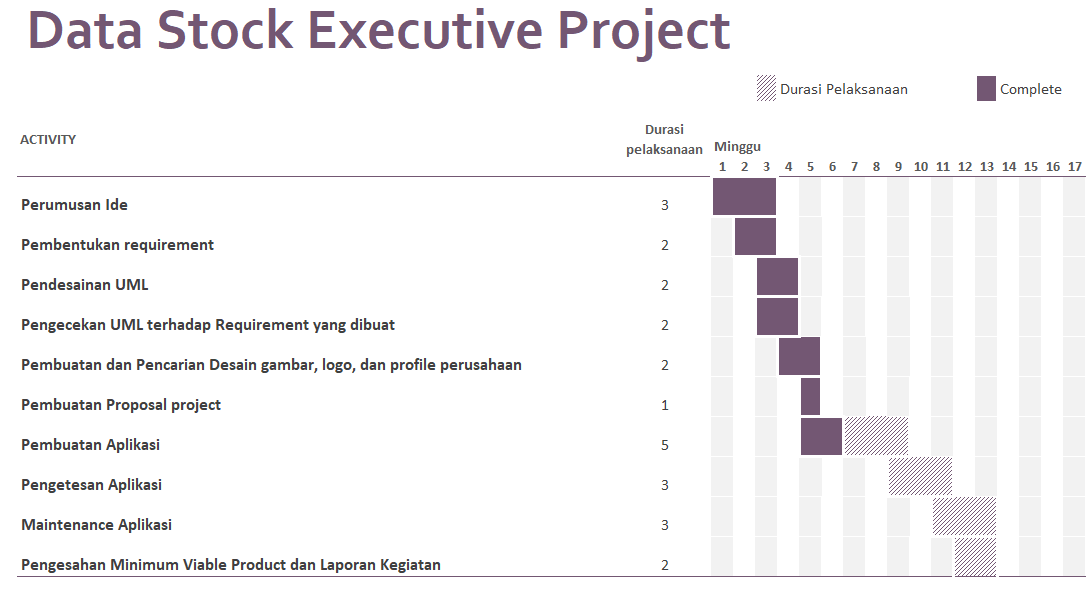 Data Stock Executive Project
Durasi Pelaksanaan Complete
Durasi
ACTIVITY pelaksanaan Minggu
1 2 3 4 5 6 7 8 9 10 11 12 13 14 15 16 17
Perumusan Ide 3
Pembentukan requirement 2
Pendesainan UML 2
Pengecekan UML terhadap Requirement yang dibuat 2
Pembuatan dan Pencarian Desain gambar, logo, dan profile perusahaan 2
Pembuatan Proposal project 1
Pembuatan Aplikasi 5
Pengetesan Aplikasi 3
Maintenance Aplikasi 3
Pengesahan Minimum Viable Product dan Laporan Kegiatan 2